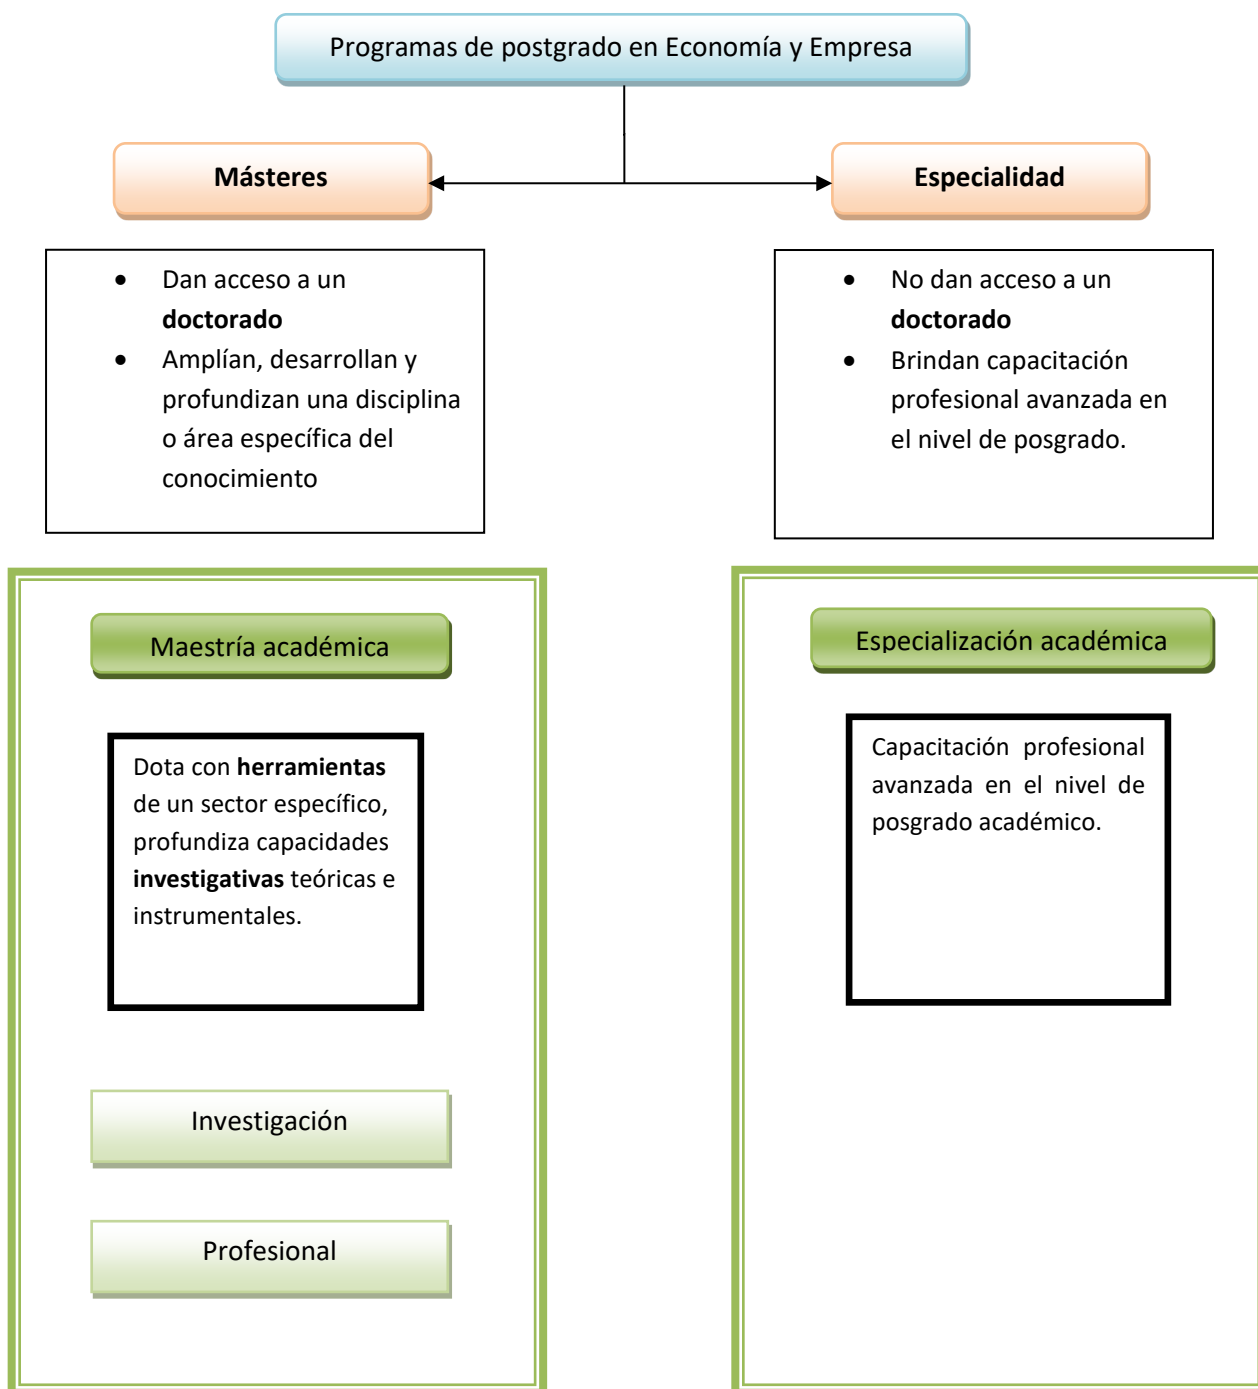 Programas de postgrado en Economía y Empresa
Másteres
Especialidad
• Dan acceso a un
doctorado
• Amplían, desarrollan y
profundizan una disciplina
o área específica del
conocimiento
• No dan acceso a un
doctorado
• Brindan capacitación
profesional avanzada en
el nivel de posgrado.
Maestría académica
Dota con herramientas
de un sector específico,
profundiza capacidades
investigativas teóricas e
instrumentales.
Investigación
Profesional
Especialización académica
Capacitación profesional
avanzada en el nivel de
posgrado académico.